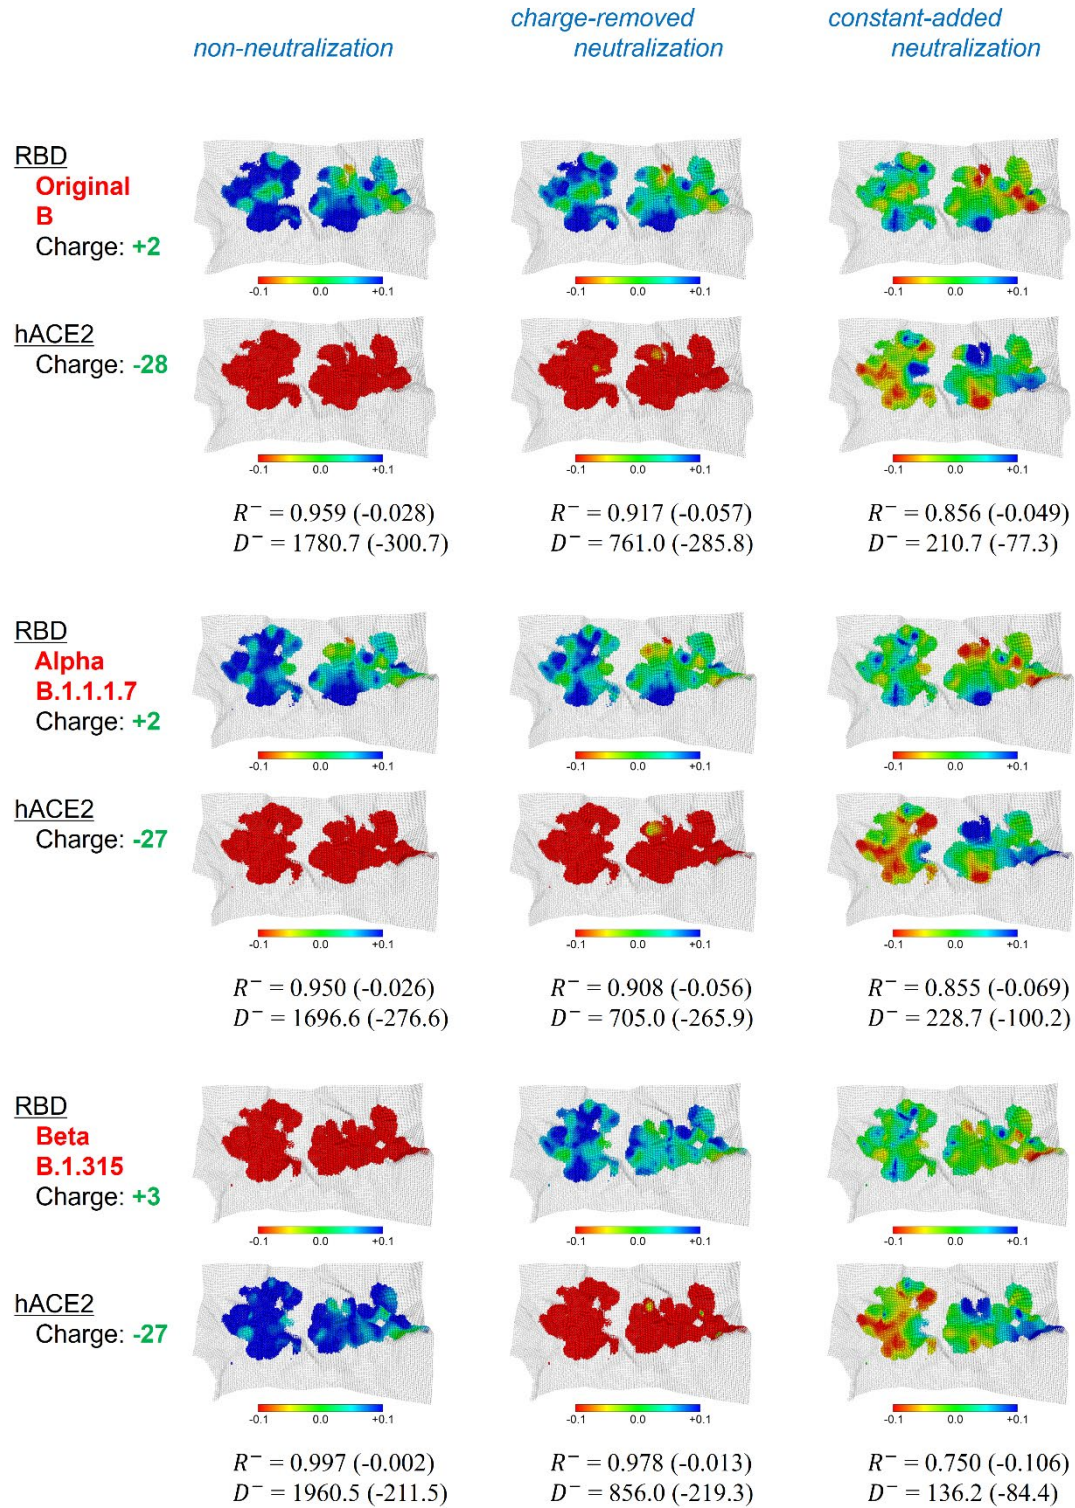 non-neutralization
charge-removed
neutralization
constant-added
neutralization
RBD
Original
B
Charge: +2
-0.1 0.0 +0.1
-0.1 0.0 +0.1
-0.1 0.0 +0.1
hACE2
Charge: -28
-0.1 0.0 +0.1
-0.1 0.0 +0.1
-0.1 0.0 +0.1
R⁻ = 0.959 (-0.028)
D⁻ = 1780.7 (-300.7)
R⁻ = 0.917 (-0.057)
D⁻ = 761.0 (-285.8)
R⁻ = 0.856 (-0.049)
D⁻ = 210.7 (-77.3)
RBD
Alpha
B.1.1.1.7
Charge: +2
-0.1 0.0 +0.1
-0.1 0.0 +0.1
-0.1 0.0 +0.1
hACE2
Charge: -27
-0.1 0.0 +0.1
-0.1 0.0 +0.1
-0.1 0.0 +0.1
R⁻ = 0.950 (-0.026)
D⁻ = 1696.6 (-276.6)
R⁻ = 0.908 (-0.056)
D⁻ = 705.0 (-265.9)
R⁻ = 0.855 (-0.069)
D⁻ = 228.7 (-100.2)
RBD
Beta
B.1.315
Charge: +3
-0.1 0.0 +0.1
-0.1 0.0 +0.1
-0.1 0.0 +0.1
hACE2
Charge: -27
-0.1 0.0 +0.1
-0.1 0.0 +0.1
-0.1 0.0 +0.1
R⁻ = 0.997 (-0.002)
D⁻ = 1960.5 (-211.5)
R⁻ = 0.978 (-0.013)
D⁻ = 856.0 (-219.3)
R⁻ = 0.750 (-0.106)
D⁻ = 136.2 (-84.4)